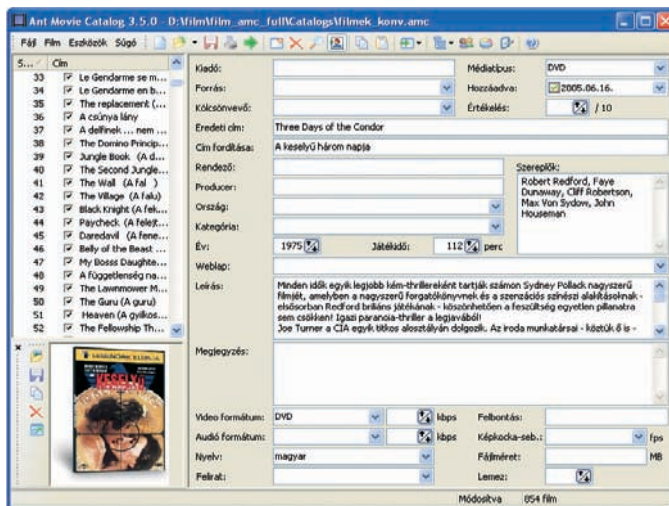 Ant Movie Catalog 3.5.0 - D:\film\film_amc_full\Catalogs\filmek_konv.amc
Fájl Film Eszközök Súgó
S... Cím
33 Le Gendarme se m...
34 Le Gendarme en b...
35 The replacement (...
36 A csúnya lány
37 A delfinek ... nem ...
38 The Domino Princip...
39 Jungle Book (A d...
40 The Second Jungle...
41 The Wall (A fal )
42 The Village (A falu)
43 Black Knight (A fek...
44 Paycheck (A felejt...
45 Daredevil (A fene...
46 Belly of the Beast ...
47 My Bosss Daughte...
48 A függetlenség na...
49 The Lawnmower M...
50 The Guru (A guru)
51 Heaven (A gyilkos...
52 The Fellowship Th...
KESELYŰ
Kiadó:
Médiatípus: DVD
Forrás:
Hozzáadva: 2005.06.16.
Kölcsönvevő:
Értékelés: / 10
Eredeti cím: Three Days of the Condor
Cím fordítása: A keselyű három napja
Rendező:
Szereplők:
Robert Redford, Faye
Dunaway, Cliff Robertson,
Max Von Sydow, John
Houseman
Producer:
Ország:
Kategória:
Év: 1975 Játékidő: 112 perc
Weblap:
Leírás: Minden idők egyik legjobb kém-thrillereként tartják számon Sydney Pollack nagyszerű
filmjét, amelyben a nagyszerű forgatókönyvnek és a szenzációs színészi alakításoknak -
elsősorban Redford briliáns játékának - köszönhetően a feszültség egyetlen pillanatra
sem csökken! Igazi paranoia-thriller a legjavából!
Joe Turner a CIA egyik titkos alosztályán dolgozik. Az iroda munkatársai - köztük ő is -
Megjegyzés:
Video formátum: DVD kbps Felbontás:
Audió formátum: kbps Képkocka-seb.: fps
Nyelv: magyar Fájlméret: MB
Felirat: Lemez:
Módosítva 854 film